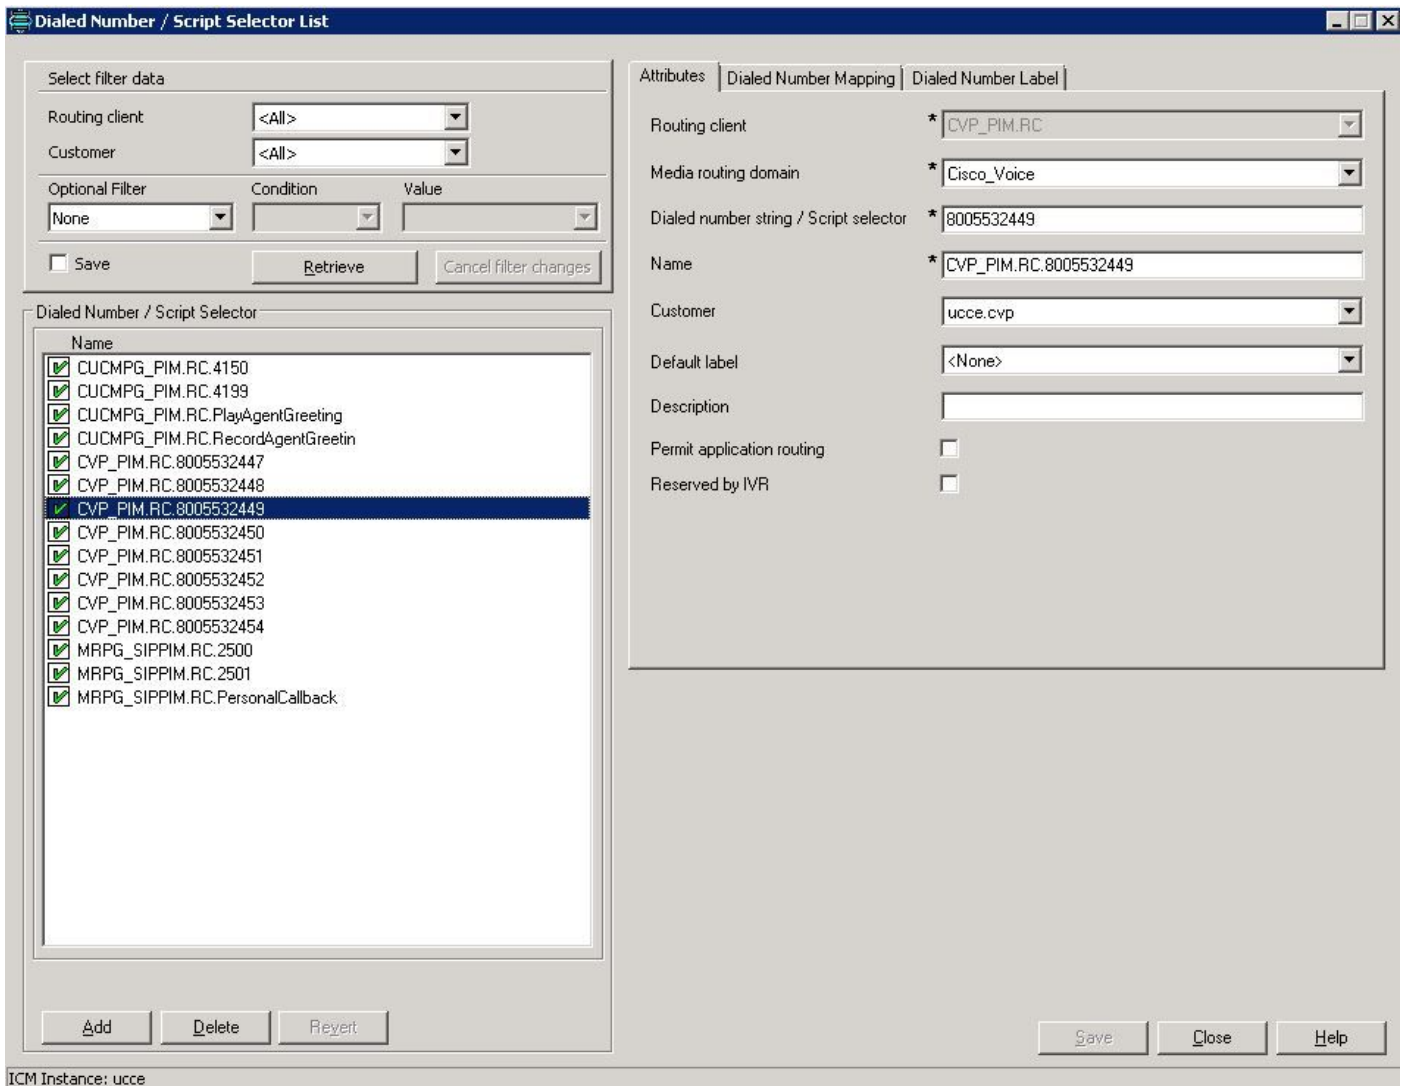 Dialed Number / Script Selector List
Select filter data
Routing client <All>
Customer <All>
Optional Filter Condition Value
None
Save Retrieve Cancel filter changes
Dialed Number / Script Selector
Name
CUCMPG_PIM.RC.4150
CUCMPG_PIM.RC.4199
CUCMPG_PIM.RC.PlayAgentGreeting
CUCMPG_PIM.RC.RecordAgentGreetin
CVP_PIM.RC.8005532447
CVP_PIM.RC.8005532448
CVP_PIM.RC.8005532449
CVP_PIM.RC.8005532450
CVP_PIM.RC.8005532451
CVP_PIM.RC.8005532452
CVP_PIM.RC.8005532453
CVP_PIM.RC.8005532454
MRPG_SIPPIM.RC.2500
MRPG_SIPPIM.RC.2501
MRPG_SIPPIM.RC.PersonalCallback
Add Delete Revert
Attributes Dialed Number Mapping Dialed Number Label
Routing client * CVP_PIM.RC
Media routing domain * Cisco_Voice
Dialed number string / Script selector * 8005532449
Name * CVP_PIM.RC.8005532449
Customer ucce.cvp
Default label <None>
Description
Permit application routing
Reserved by IVR
Save Close Help
ICM Instance: ucce